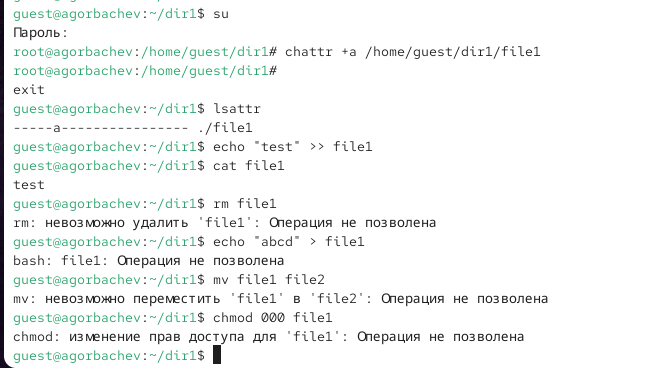 guest@agorbachev:~/dir1$ su
Пароль:
root@agorbachev:/home/guest/dir1# chattr +a /home/guest/dir1/file1
root@agorbachev:/home/guest/dir1#
exit
guest@agorbachev:~/dir1$ lsattr
-----a---------------- ./file1
guest@agorbachev:~/dir1$ echo "test" >> file1
guest@agorbachev:~/dir1$ cat file1
test
guest@agorbachev:~/dir1$ rm file1
rm: невозможно удалить 'file1': Операция не позволена
guest@agorbachev:~/dir1$ echo "abcd" > file1
bash: file1: Операция не позволена
guest@agorbachev:~/dir1$ mv file1 file2
mv: невозможно переместить 'file1' в 'file2': Операция не позволена
guest@agorbachev:~/dir1$ chmod 000 file1
chmod: изменение прав доступа для 'file1': Операция не позволена
guest@agorbachev:~/dir1$